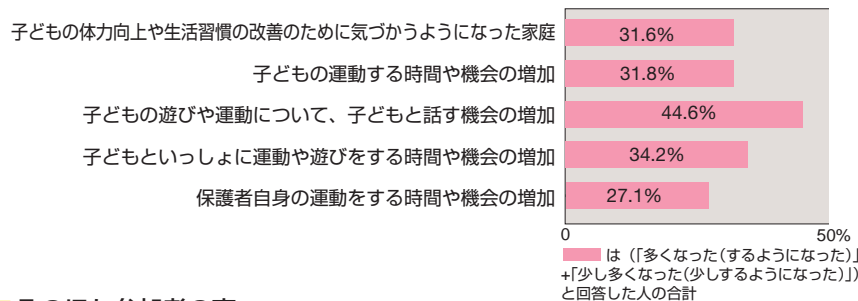 子どもの体力向上や生活習慣の改善のために気づかうようになった家庭 31.6%
子どもの運動する時間や機会の増加 31.8%
子どもの遊びや運動について、子どもと話す機会の増加 44.6%
子どもといっしょに運動や遊びをする時間や機会の増加 34.2%
保護者自身の運動をする時間や機会の増加 27.1%
0 50%
は（「多くなった（するようになった）」
+「少し多くなった（少しするようになった）」）
と回答した人の合計